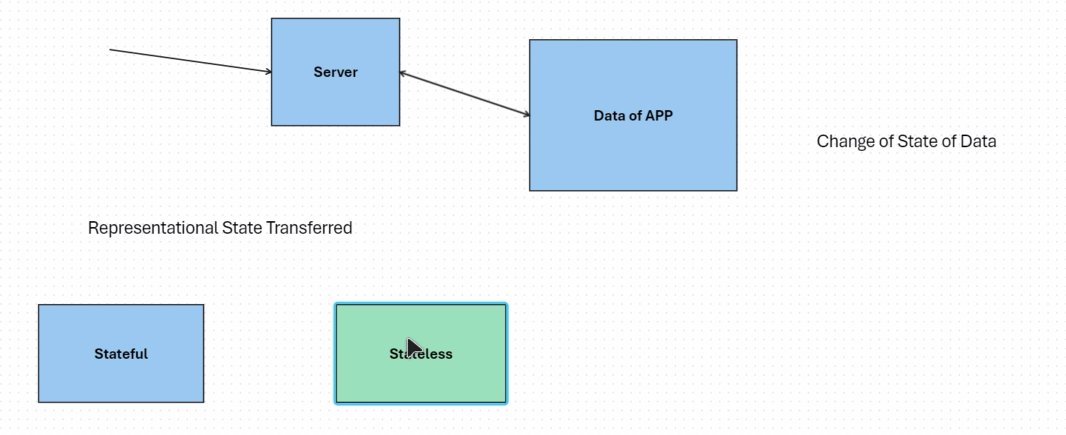 Server
Data of APP
Change of State of Data
Representational State Transferred
Stateful
Stateless